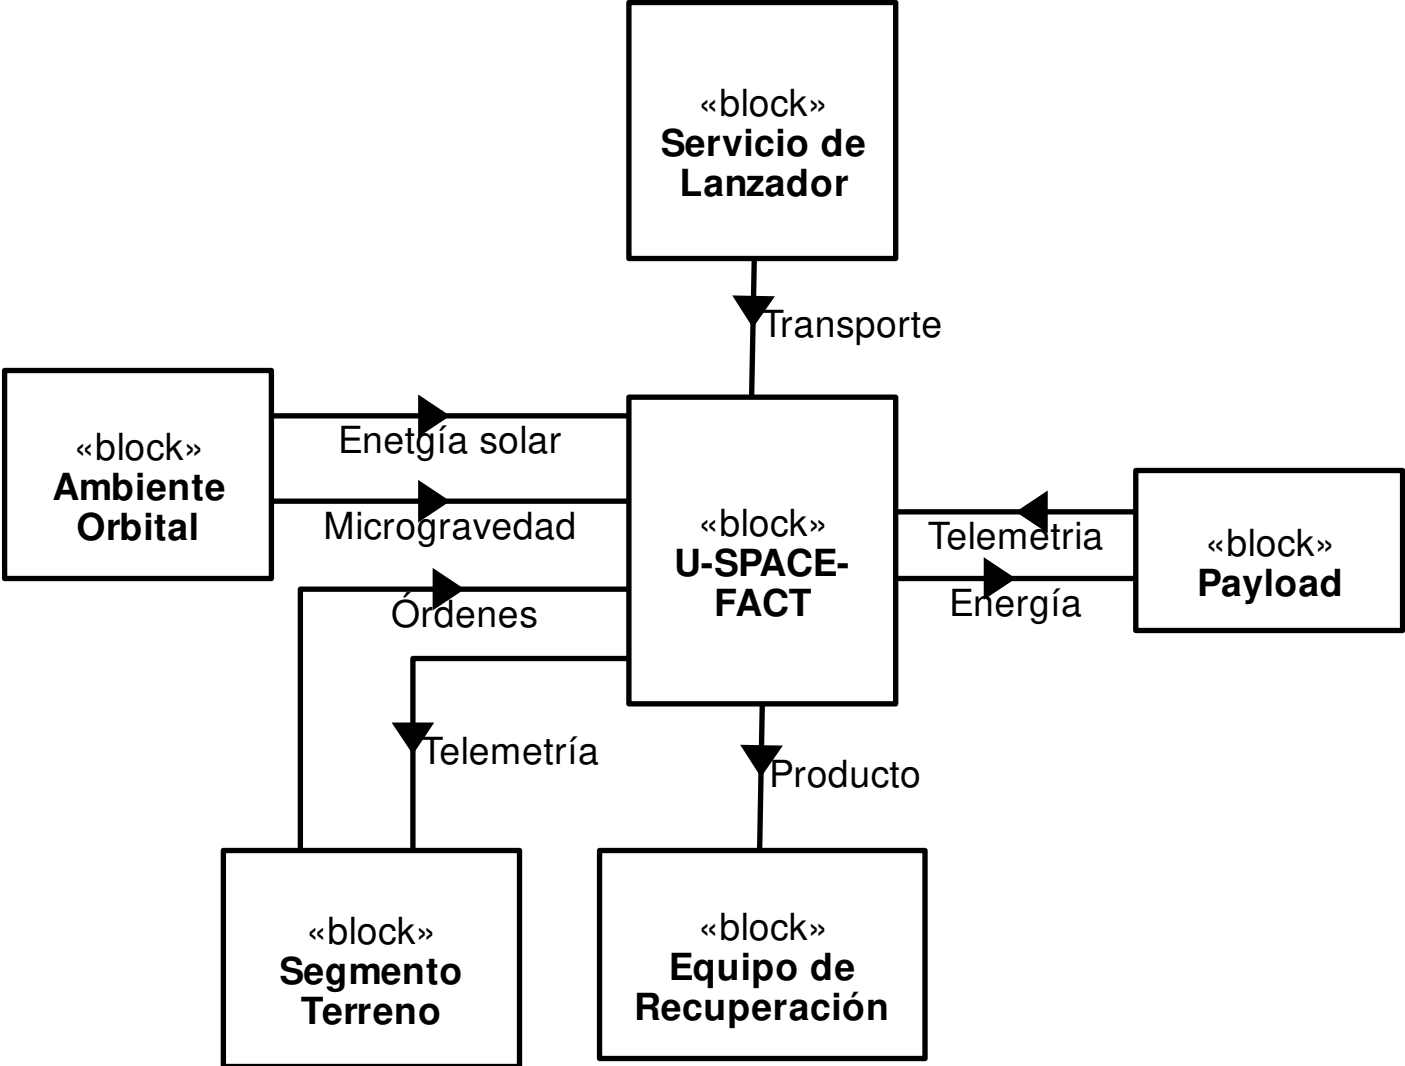 «block»
Servicio de
Lanzador
Transporte
«block»
Ambiente
Orbital
Enetgía solar
Microgravedad
Órdenes
Telemetría
«block»
U-SPACE-
FACT
Telemetria
Energía
«block»
Payload
Producto
«block»
Segmento
Terreno
«block»
Equipo de
Recuperación